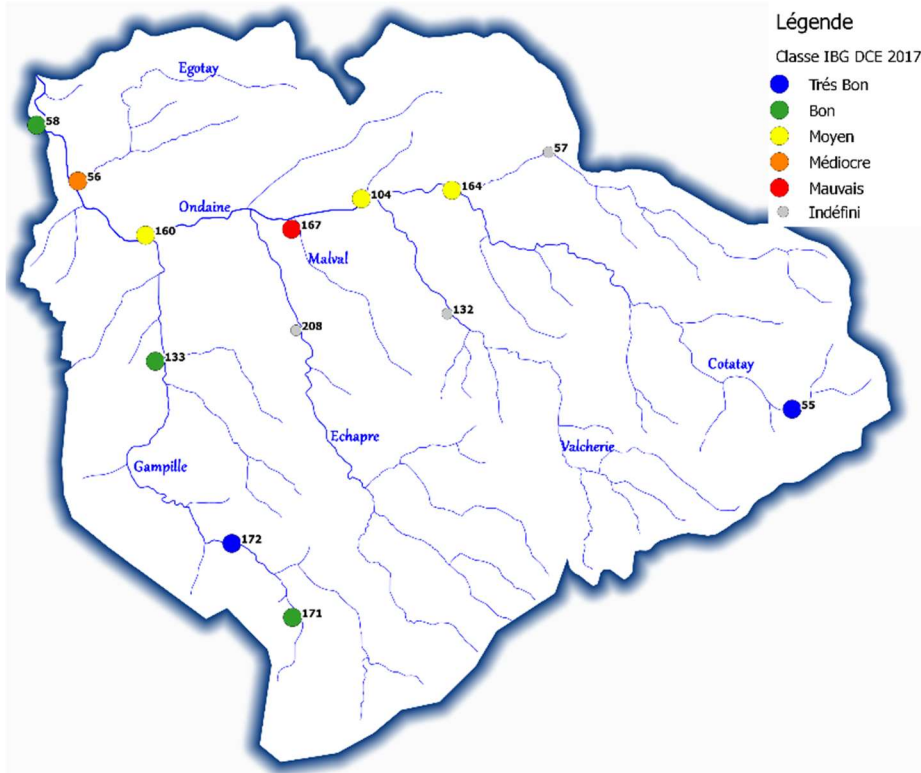 Légende
Classe IBG DCE 2017
Trés Bon
Bon
Moyen
Médiocre
Mauvais
Indéfini
Egotay
58
57
56
164
104
Ondaine
167
160
Malval
132
208
133
Cotatay
55
Echapre
Valcherie
Gampille
172
171